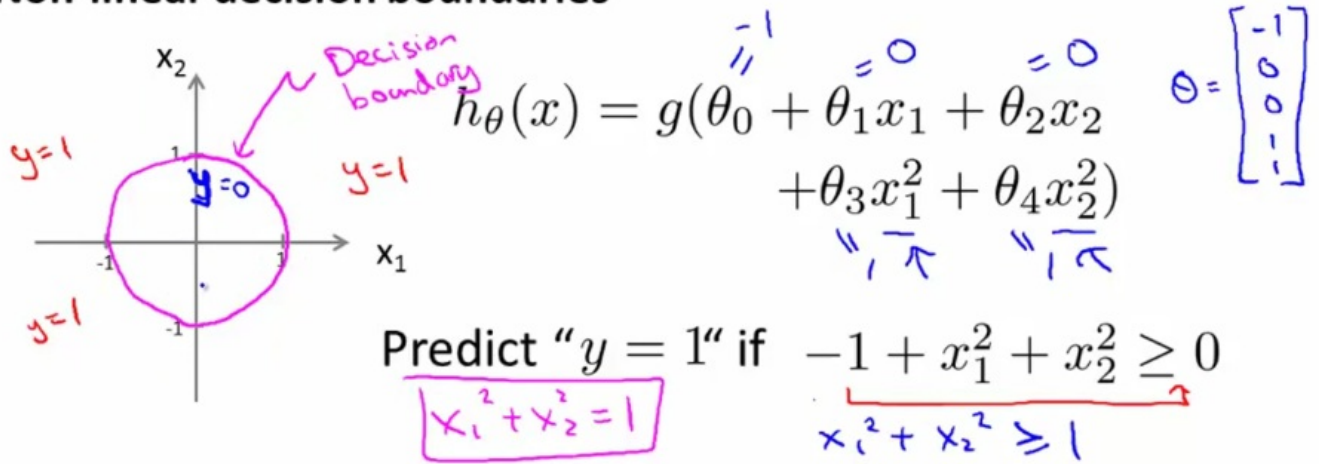 Non-linear decision boundaries
x₂
Decision
boundary
y=1
1
y=0
y=1
-1
1
x₁
y=1
-1
-1
=0
=0
h_θ(x) = g(θ₀ + θ₁x₁ + θ₂x₂
+θ₃x₁² + θ₄x₂²)
"1
"1
θ = [-1 0 0 1 1]
Predict “y = 1“ if −1 + x₁² + x₂² ≥ 0
x₁² + x₂² = 1
x₁² + x₂² ≥ 1